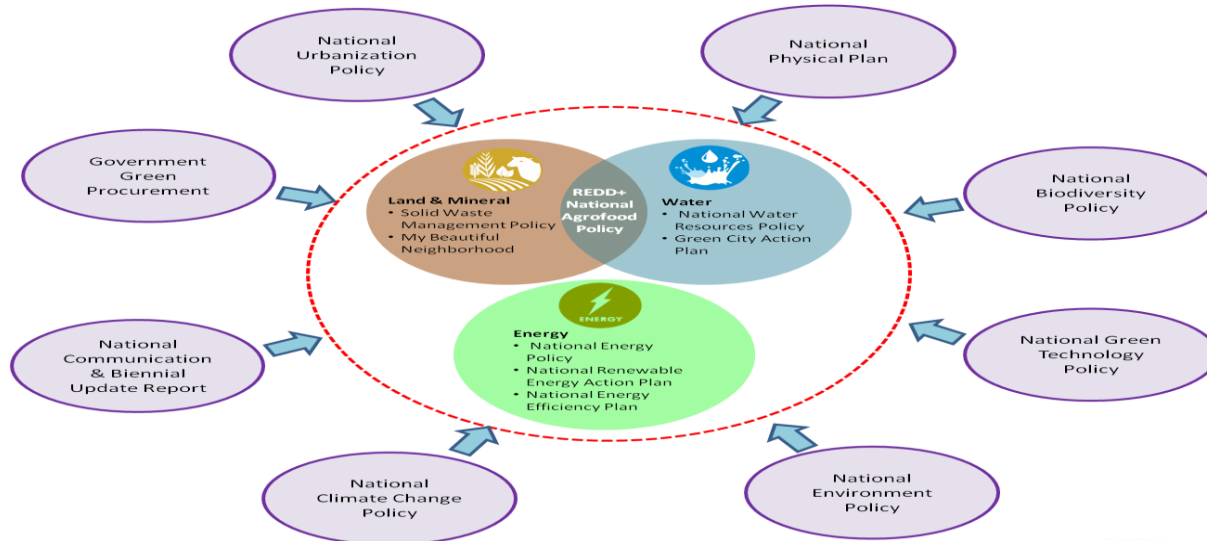 National
Urbanization
Policy
National
Physical Plan
Government
Green
Procurement
National
Biodiversity
Policy
Land & Mineral
• Solid Waste
Management Policy
• My Beautiful
Neighborhood
REDD+
National
Agrofood
Policy
Water
• National Water
Resources Policy
• Green City Action
Plan
ENERGY
Energy
• National Energy
Policy
• National Renewable
Energy Action Plan
• National Energy
Efficiency Plan
National
Communication
& Biennial
Update Report
National Green
Technology
Policy
National
Climate Change
Policy
National
Environment
Policy